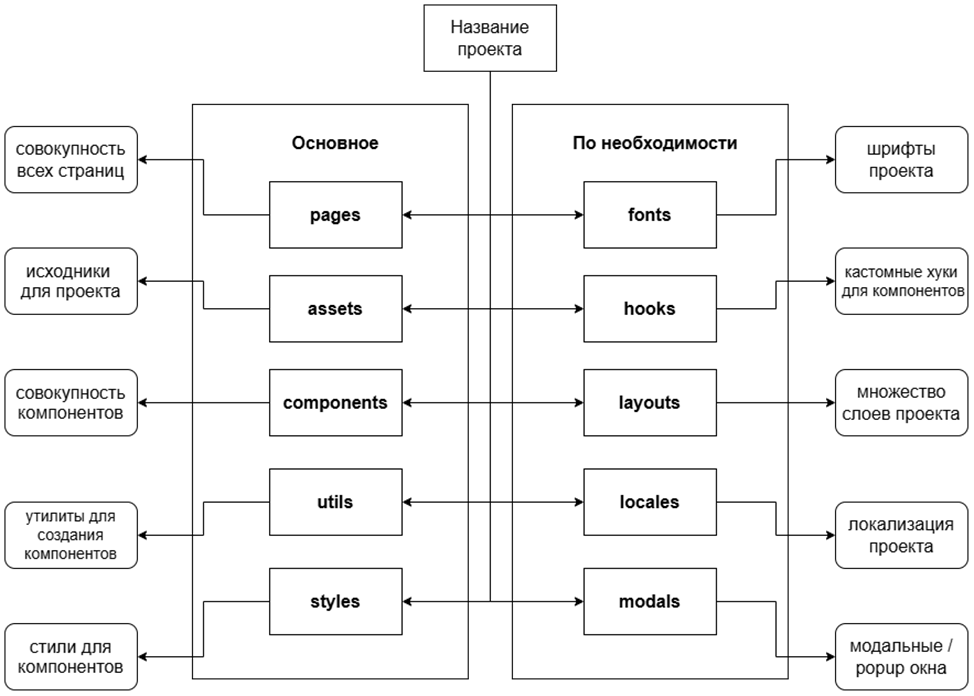 Название
проекта
Основное
По необходимости
совокупность
всех страниц
pages
fonts
шрифты
проекта
исходники
для проекта
assets
hooks
кастомные хуки
для компонентов
совокупность
компонентов
components
layouts
множество
слоев проекта
утилиты для
создания
компонентов
utils
locales
локализация
проекта
стили для
компонентов
styles
modals
модальные /
popup окна